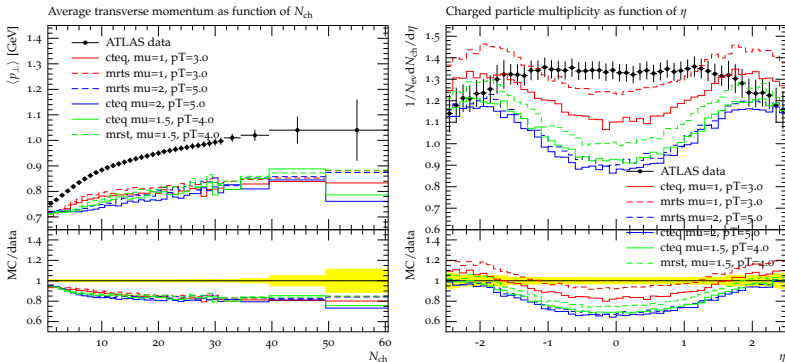 Average transverse momentum as function of Nch
⟨p⊥⟩ [GeV]
1.4
1.3
1.2
1.1
1.0
0.9
0.8
0.7
ATLAS data
cteq, mu=1, pT=3.0
mrts, mu=1, pT=3.0
mrts, mu=2, pT=5.0
cteq mu=2, pT=5.0
cteq mu=1.5, pT=4.0
mrst, mu=1.5, pT=4.0
MC/data
1.4
1.2
1
0.8
0.6
10 20 30 40 50 60
Nch
Charged particle multiplicity as function of η
1/Nev dNch/dη
1.5
1.4
1.3
1.2
1.1
1.0
0.9
0.8
0.7
0.6
ATLAS data
cteq, mu=1, pT=3.0
mrts, mu=1, pT=3.0
mrts, mu=2, pT=5.0
cteq mu=2, pT=5.0
cteq mu=1.5, pT=4.0
mrst, mu=1.5, pT=4.0
MC/data
1.4
1.2
1
0.8
0.6
-2 -1 0 1 2
η